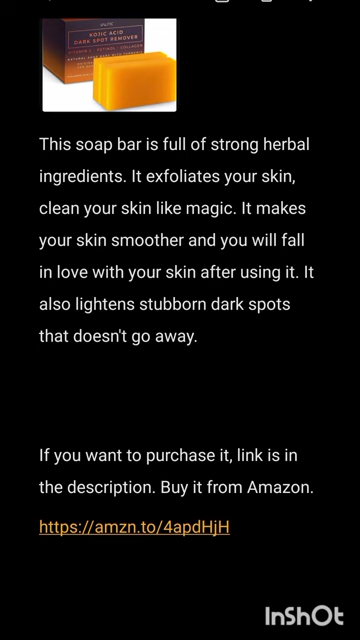 KOJIC ACID
DARK SPOT REMOVER
VITAMIN C • RETINOL • COLLAGEN
This soap bar is full of strong herbal
ingredients. It exfoliates your skin,
clean your skin like magic. It makes
your skin smoother and you will fall
in love with your skin after using it. It
also lightens stubborn dark spots
that doesn't go away.
If you want to purchase it, link is in
the description. Buy it from Amazon.
https://amzn.to/4apdHjH
InShOt